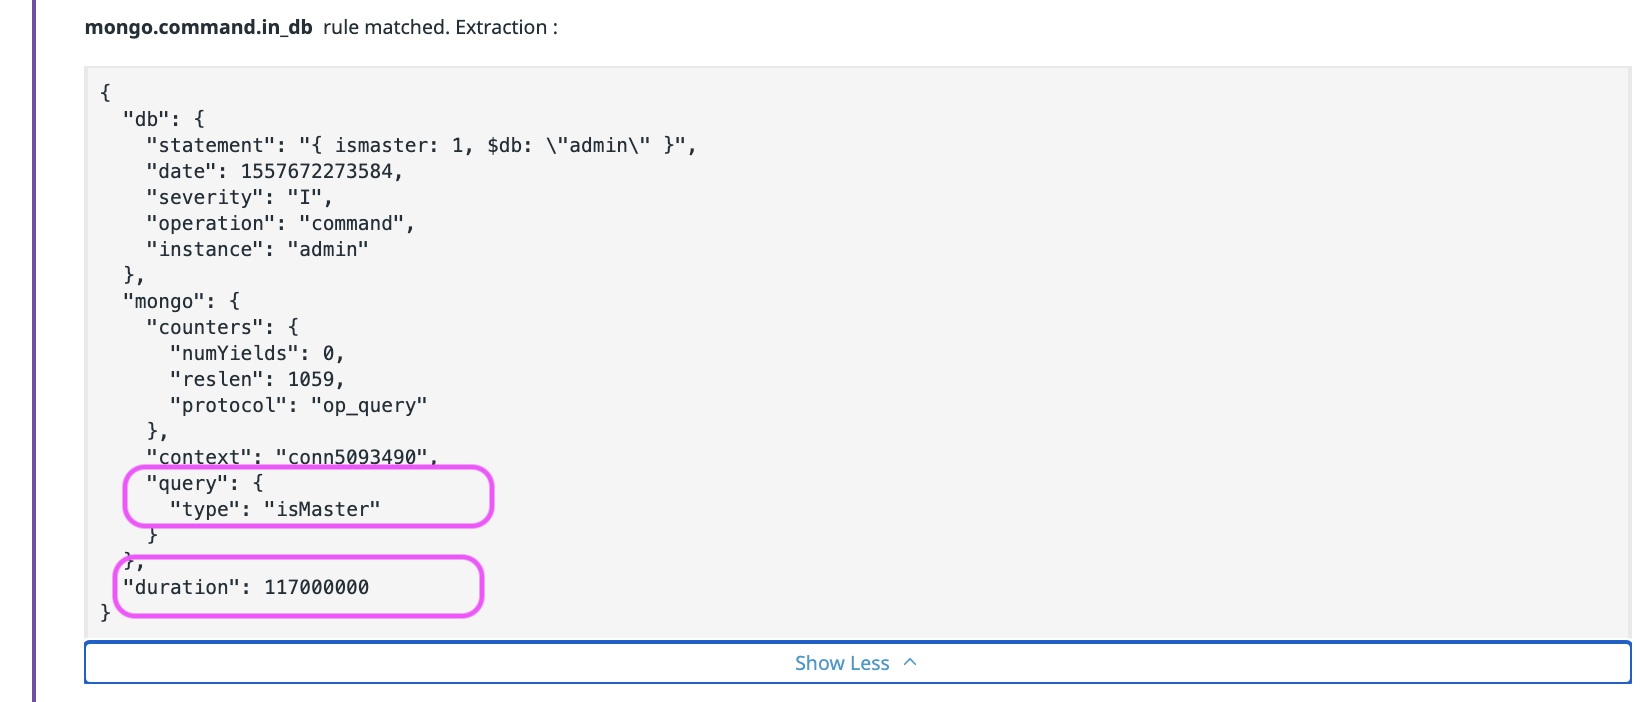 mongo.command.in_db rule matched. Extraction :
{
  "db": {
    "statement": "{ ismaster: 1, $db: \"admin\" }",
    "date": 1557672273584,
    "severity": "I",
    "operation": "command",
    "instance": "admin"
  },
  "mongo": {
    "counters": {
      "numYields": 0,
      "reslen": 1059,
      "protocol": "op_query"
    },
    "context": "conn5093490",
    "query": {
      "type": "isMaster"
    }
  },
  "duration": 117000000
}
Show Less